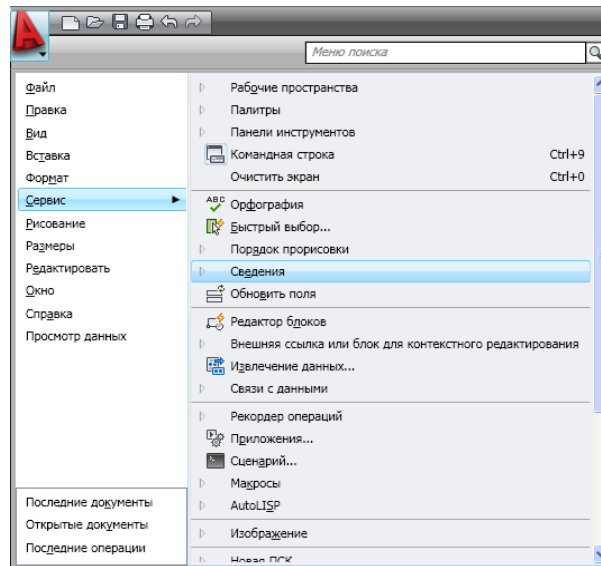 Меню поиска
Файл
Правка
Вид
Вставка
Формат
Сервис
Рисование
Размеры
Редактировать
Окно
Справка
Просмотр данных
Последние документы
Открытые документы
Последние операции
Рабочие пространства
Палитры
Панели инструментов
Командная строка Ctrl+9
Очистить экран Ctrl+0
ABC Орфография
Быстрый выбор...
Порядок прорисовки
Сведения
Обновить поля
Редактор блоков
Внешняя ссылка или блок для контекстного редактирования
Извлечение данных...
Связи с данными
Рекордер операций
Приложения...
Сценарий...
Макросы
AutoLISP
Изображение
Новая ПСК